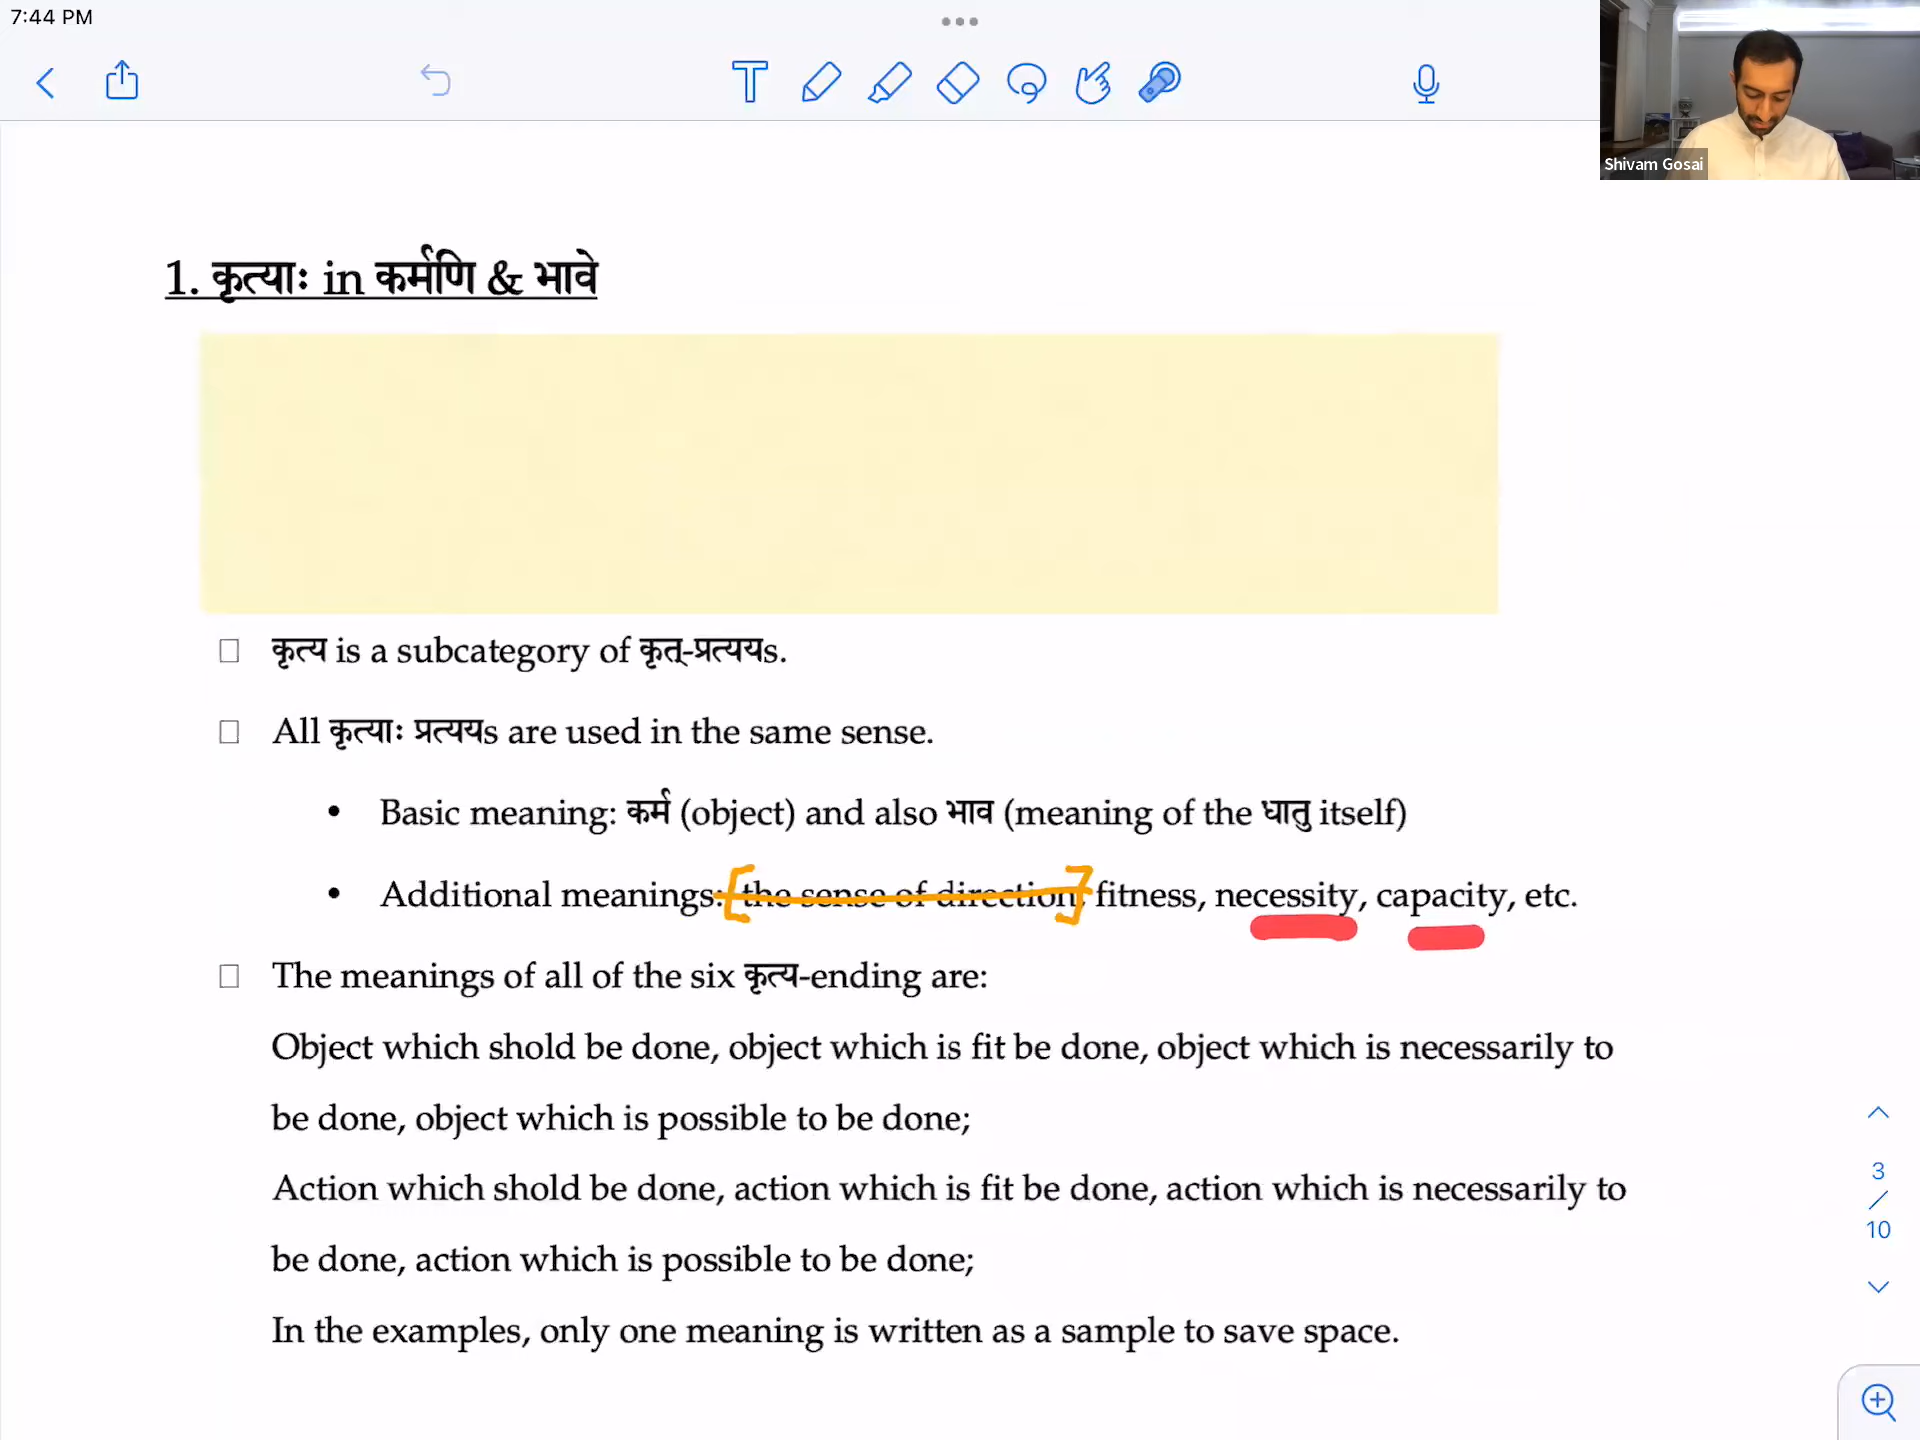 7:44 PM
Shivam Gosai
1. कृत्याः in कर्मणि & भावे
कृत्य is a subcategory of कृत्-प्रत्ययs.
All कृत्याः प्रत्ययs are used in the same sense.
• Basic meaning: कर्म (object) and also भाव (meaning of the धातु itself)
• Additional meanings: [the sense of direction,] fitness, necessity, capacity, etc.
The meanings of all of the six कृत्य-ending are:
Object which shold be done, object which is fit be done, object which is necessarily to
be done, object which is possible to be done;
Action which shold be done, action which is fit be done, action which is necessarily to
be done, action which is possible to be done;
In the examples, only one meaning is written as a sample to save space.
3
/
10